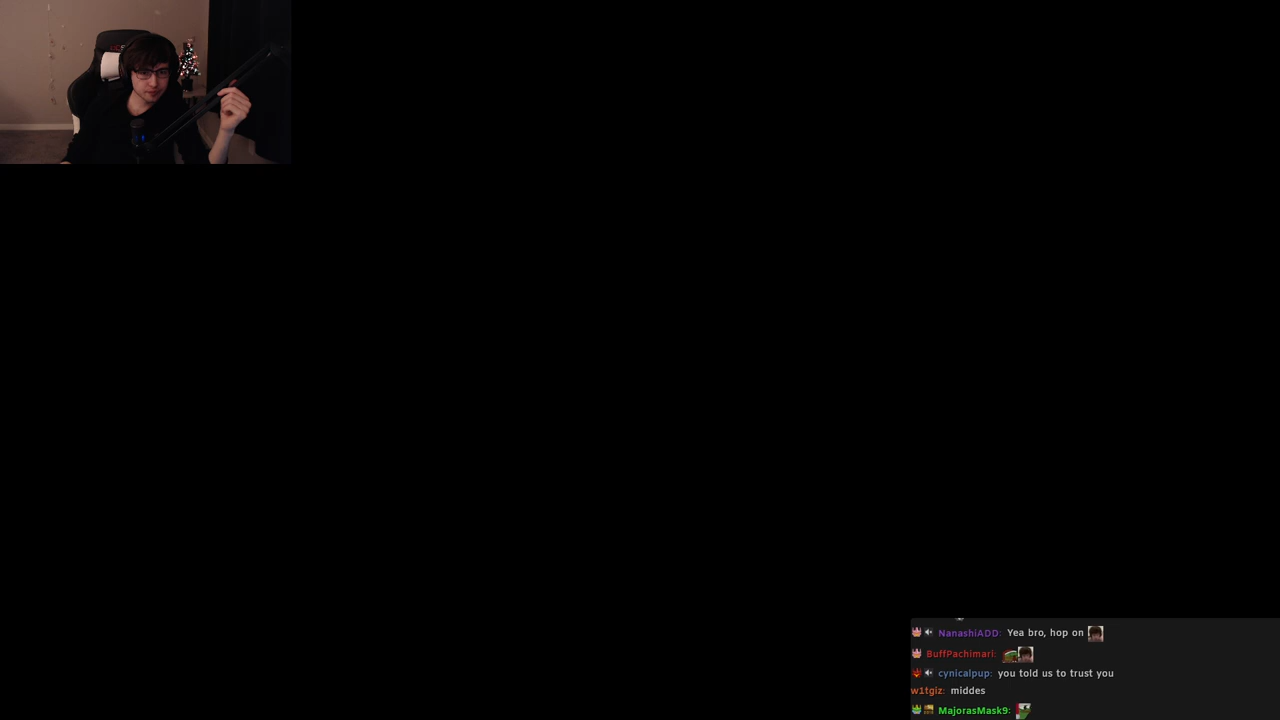 NanashiADD: Yea bro, hop on
BuffPachimari:
cynicalpup: you told us to trust you
w1tgiz: middes
MajorasMask9: